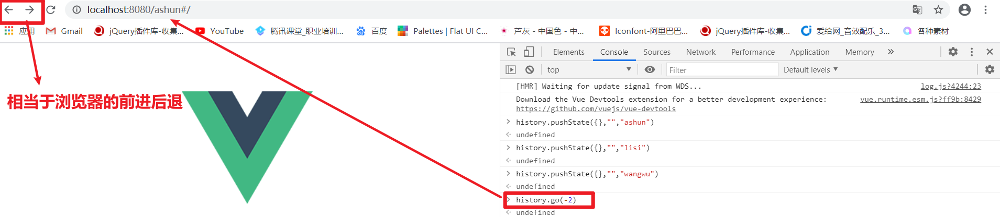 localhost:8080/ashun#/
应用 Gmail jQuery插件库-收集... YouTube 腾讯课堂_职业培训... 百度 Palettes | Flat UI C... 芦灰 - 中国色 - 中... Iconfont-阿里巴巴... jQuery插件库-收集... 爱给网_音效配乐_3... 各种素材
相当于浏览器的前进后退
Elements Console Sources Network Performance Application Memory
top Filter Default levels
[HMR] Waiting for update signal from WDS... log.js?4244:23
Download the Vue Devtools extension for a better development experience: vue.runtime.esm.js?ff9b:8429
https://github.com/vuejs/vue-devtools
history.pushState({},"","ashun")
undefined
history.pushState({},"","lisi")
undefined
history.pushState({},"","wangwu")
undefined
history.go(-2)
undefined